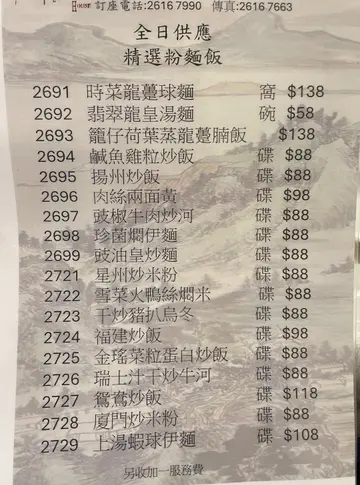 HOUSE 訂座電話:2616 7990 傳真:2616 7663
全日供應
精選粉麵飯
2691 時菜龍躉球麵 窩 $138
2692 翡翠龍皇湯麵 碗 $58
2693 籠仔荷葉蒸龍躉腩飯 $138
2694 鹹魚雞粒炒飯 碟 $88
2695 揚州炒飯 碟 $88
2696 肉絲兩面黃 碟 $98
2697 豉椒牛肉炒河 碟 $88
2698 珍菌燜伊麵 碟 $88
2699 豉油皇炒麵 碟 $88
2721 星州炒米粉 碟 $88
2722 雪菜火鴨絲燜米 碟 $88
2723 干炒豬扒烏冬 碟 $88
2724 福建炒飯 碟 $98
2725 金瑤菜粒蛋白炒飯 碟 $88
2726 瑞士汁干炒牛河 碟 $88
2727 鴛鴦炒飯 碟 $118
2728 廈門炒米粉 碟 $88
2729 上湯蝦球伊麵 碟 $108
另收加一服務費